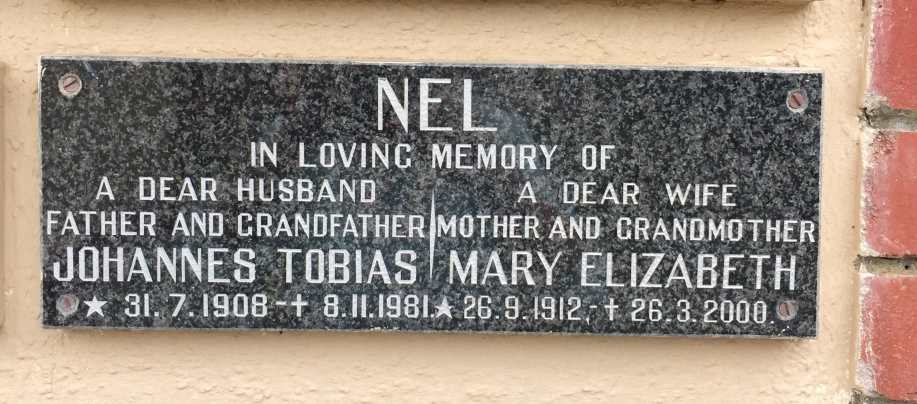 NEL
IN LOVING MEMORY OF
A DEAR HUSBAND
FATHER AND GRANDFATHER
JOHANNES TOBIAS
★ 31.7.1908 - † 8.11.1981
A DEAR WIFE
MOTHER AND GRANDMOTHER
MARY ELIZABETH
★ 26.9.1912 - † 26.3.2000